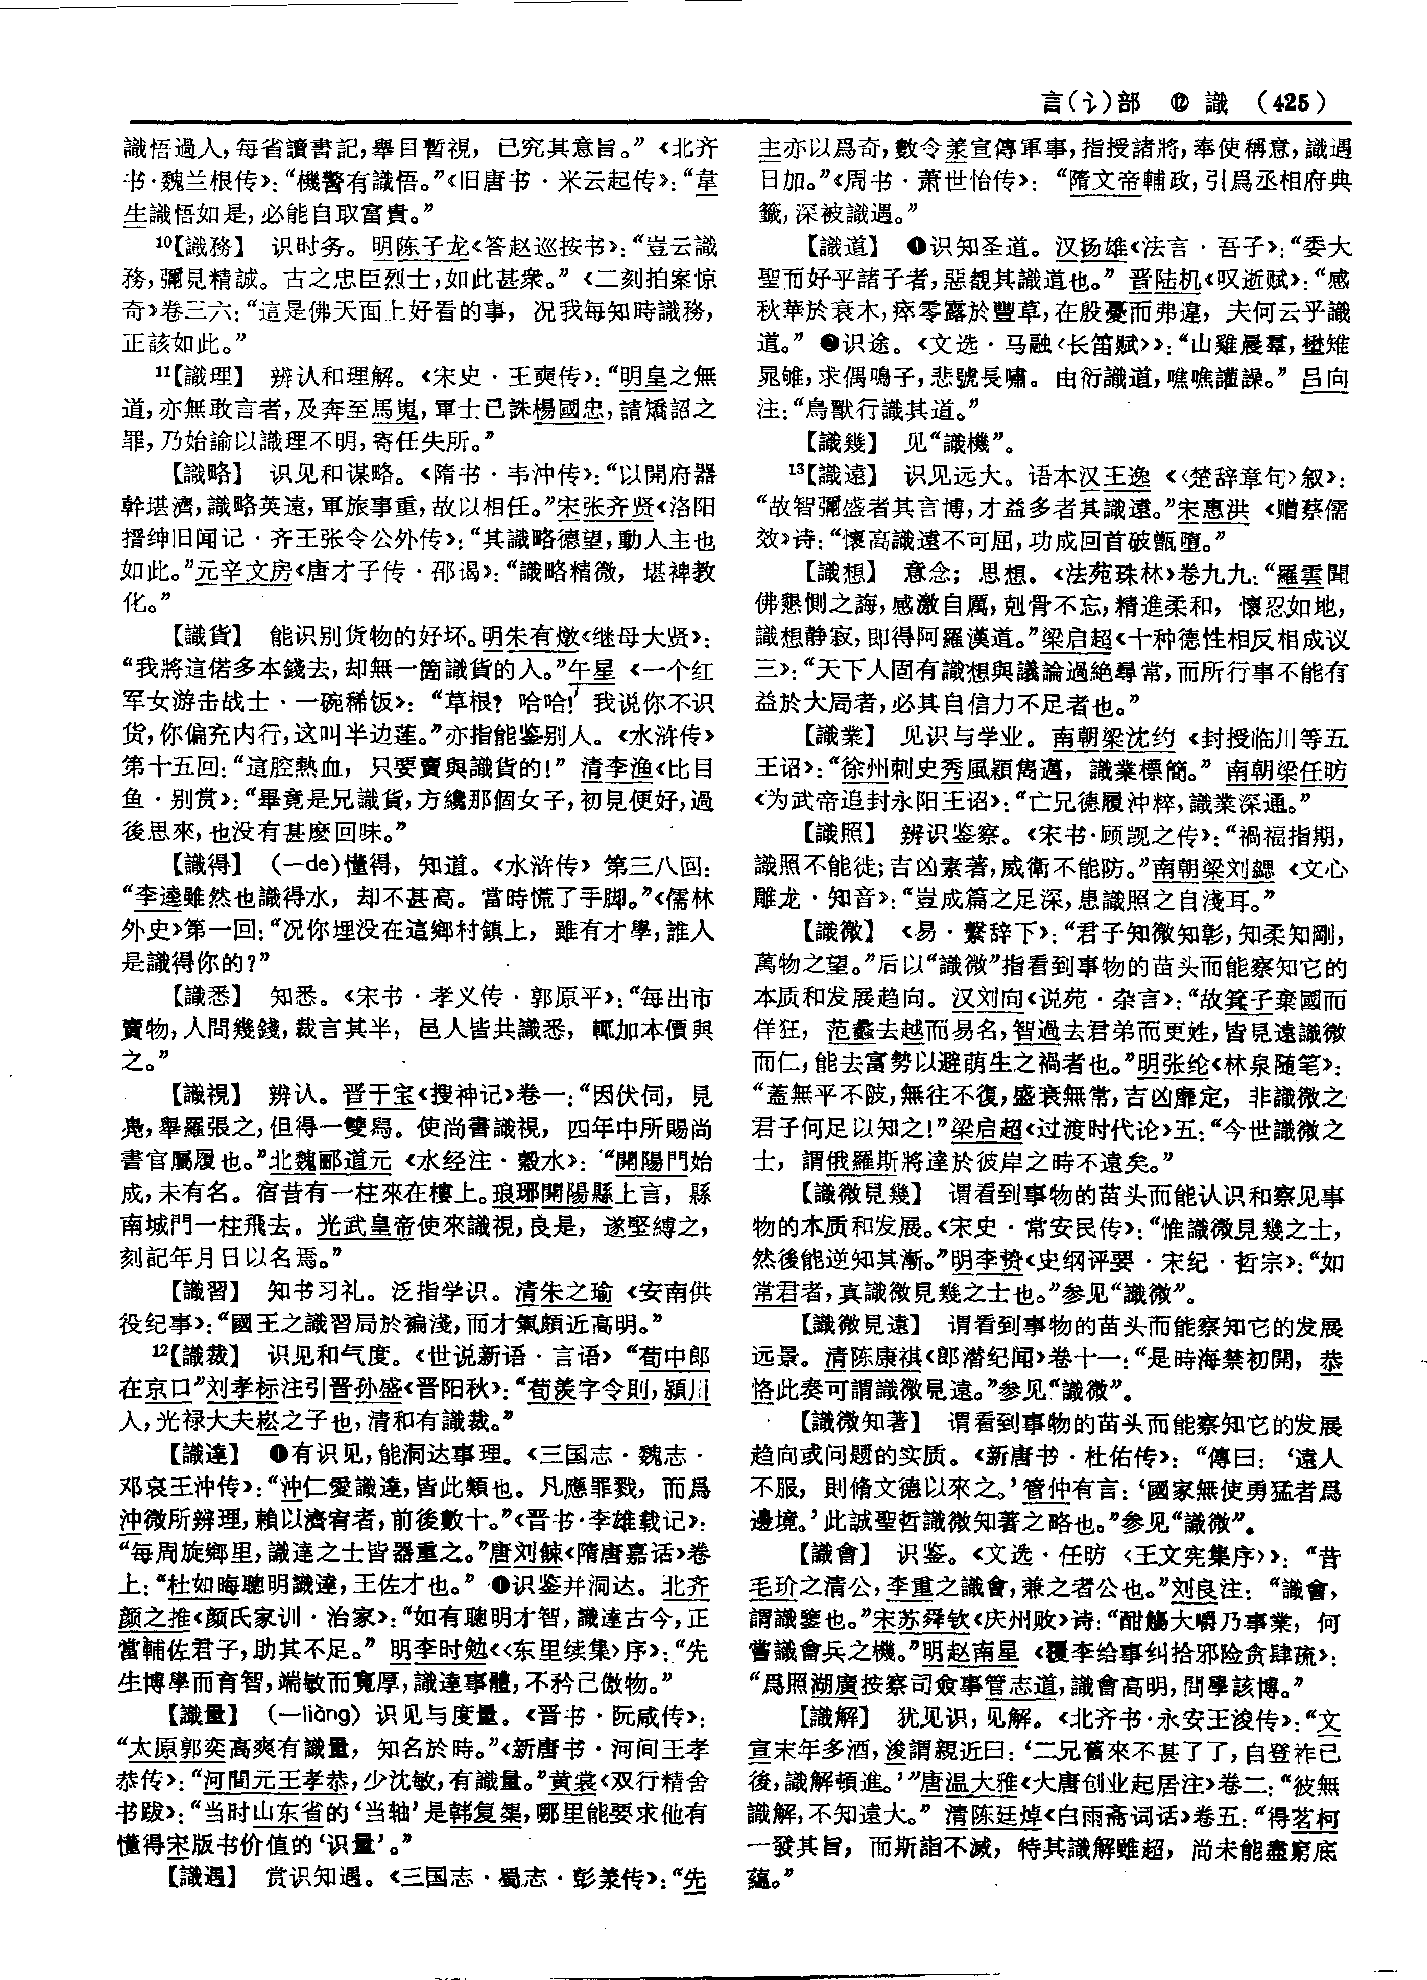 言(讠)部 ⑫ 識 (425)
識悟過人，每省讀書記，舉目暫視，已究其意旨。”《北齐
书·魏兰根传》：“機警有識悟。”《旧唐书·米云起传》：“韋
生識悟如是，必能自取富貴。”
10【識務】 识时务。明陈子龙《答赵巡按书》：“豈云識
務，彌見精誠。古之忠臣烈士，如此甚衆。”《二刻拍案惊
奇》卷三六：“這是佛天面上好看的事，况我每知時識務，
正該如此。”
11【識理】 辨认和理解。《宋史·王奭传》：“明皇之無
道，亦無敢言者，及奔至馬嵬，軍士已誅楊國忠，請矯詔之
罪，乃始諭以識理不明，寄任失所。”
【識略】 识见和谋略。《隋书·韦冲传》：“以開府器
幹堪濟，識略英遠，軍旅事重，故以相任。”宋张齐贤《洛阳
搢绅旧闻记·齐王张令公外传》：“其識略德望，動人主也
如此。”元辛文房《唐才子传·邵谒》：“識略精微，堪裨教
化。”
【識貨】 能识别货物的好坏。明朱有燉《继母大贤》：
“我將這偌多本錢去，却無一箇識貨的人。”午星《一个红
军女游击战士·一碗稀饭》：“草根？哈哈！我说你不识
货，你偏充内行，这叫半边莲。”亦指能鉴别人。《水浒传》
第十五回：“這腔熱血，只要賣與識貨的！”清李渔《比目
鱼·别赏》：“畢竟是兄識貨，方纔那個女子，初見便好，過
後思來，也没有甚麽回味。”
【識得】 (—de)懂得，知道。《水浒传》第三八回：
“李逵雖然也識得水，却不甚高。當時慌了手脚。”《儒林
外史》第一回：“况你埋没在這鄉村鎮上，雖有才學，誰人
是識得你的？”
【識悉】 知悉。《宋书·孝义传·郭原平》：“每出市
賣物，人問幾錢，裁言其半，邑人皆共識悉，輒加本價與
之。”
【識視】 辨认。晋干宝《搜神记》卷一：“因伏伺，見
鳧，舉羅張之，但得一雙舄。使尚書識視，四年中所賜尚
書官屬履也。”北魏郦道元《水经注·穀水》：“開陽門始
成，未有名。宿昔有一柱來在樓上。琅琊開陽縣上言，縣
南城門一柱飛去。光武皇帝使來識視，良是，遂堅縛之，
刻記年月日以名焉。”
【識習】 知书习礼。泛指学识。清朱之瑜《安南供
役纪事》：“國王之識習局於褊淺，而才氣頗近高明。”
12【識裁】 识见和气度。《世说新语·言语》“荀中郎
在京口”刘孝标注引晋孙盛《晋阳秋》：“荀羨字令則，潁川
人，光禄大夫崧之子也，清和有識裁。”
【識達】 ❶有识见，能洞达事理。《三国志·魏志·
邓哀王冲传》：“沖仁愛識達，皆此類也。凡應罪戮，而爲
沖微所辨理，賴以濟宥者，前後數十。”《晋书·李雄载记》：
“每周旋鄉里，識達之士皆器重之。”唐刘餗《隋唐嘉话》卷
上：“杜如晦聰明識達，王佐才也。”❶识鉴并洞达。北齐
颜之推《颜氏家训·治家》：“如有聰明才智，識達古今，正
當輔佐君子，助其不足。”明李时勉《〈东里续集〉序》：“先
生博學而育智，端敏而寬厚，識達事體，不矜己傲物。”
【識量】 (—liàng) 识见与度量。《晋书·阮咸传》：
“太原郭奕高爽有識量，知名於時。”《新唐书·河间王孝
恭传》：“河間元王孝恭，少沈敏，有識量。”黄裳《双行精舍
书跋》：“当时山东省的‘当轴’是韩复榘，哪里能要求他有
懂得宋版书价值的‘识量’。”
【識遇】 赏识知遇。《三国志·蜀志·彭羕传》：“先
主亦以爲奇，數令羕宣傳軍事，指授諸將，奉使稱意，識遇
日加。”《周书·萧世怡传》：“隋文帝輔政，引爲丞相府典
籤，深被識遇。”
【識道】 ❶识知圣道。汉扬雄《法言·吾子》：“委大
聖而好乎諸子者，惡覩其識道也。”晋陆机《叹逝赋》：“感
秋華於衰木，瘁零露於豐草，在殷憂而弗違，夫何云乎識
道。”❷识途。《文选·马融〈长笛赋〉》：“山雞晨羣，壄雉
晁雊，求偶鳴子，悲號長嘯。由衍識道，噍噍讙譟。”吕向
注：“鳥獸行識其道。”
【識幾】 见“識機”。
13【識遠】 识见远大。语本汉王逸《〈楚辞章句〉叙》：
“故智彌盛者其言博，才益多者其識遠。”宋惠洪《赠蔡儒
效》诗：“懷高識遠不可屈，功成回首破甑墮。”
【識想】 意念；思想。《法苑珠林》卷九九：“羅雲聞
佛懇惻之誨，感激自厲，剋骨不忘，精進柔和，懷忍如地，
識想静寂，即得阿羅漢道。”梁启超《十种德性相反相成议
三》：“天下人固有識想與議論過絶尋常，而所行事不能有
益於大局者，必其自信力不足者也。”
【識業】 见识与学业。南朝梁沈约《封授临川等五
王诏》：“徐州刺史秀風穎雋邁，識業標簡。”南朝梁任昉
《为武帝追封永阳王诏》：“亡兄德履沖粹，識業深通。”
【識照】 辨识鉴察。《宋书·顾觊之传》：“禍福指期，
識照不能徙；吉凶素著，威衛不能防。”南朝梁刘勰《文心
雕龙·知音》：“豈成篇之足深，患識照之自淺耳。”
【識微】 《易·繫辞下》：“君子知微知彰，知柔知剛，
萬物之望。”后以“識微”指看到事物的苗头而能察知它的
本质和发展趋向。汉刘向《说苑·杂言》：“故箕子棄國而
佯狂，范蠡去越而易名，智過去君弟而更姓，皆見遠識微
而仁，能去富勢以避萌生之禍者也。”明张纶《林泉随笔》：
“蓋無平不陂，無往不復，盛衰無常，吉凶靡定，非識微之
君子何足以知之！”梁启超《过渡时代论》五：“今世識微之
士，謂俄羅斯將達於彼岸之時不遠矣。”
【識微見幾】 谓看到事物的苗头而能认识和察见事
物的本质和发展。《宋史·常安民传》：“惟識微見幾之士，
然後能逆知其漸。”明李贽《史纲评要·宋纪·哲宗》：“如
常君者，真識微見幾之士也。”参见“識微”。
【識微見遠】 谓看到事物的苗头而能察知它的发展
远景。清陈康祺《郎潜纪闻》卷十一：“是時海禁初開，恭
恪此奏可謂識微見遠。”参见“識微”。
【識微知著】 谓看到事物的苗头而能察知它的发展
趋向或问题的实质。《新唐书·杜佑传》：“傳曰：‘遠人
不服，則脩文德以來之。’管仲有言：‘國家無使勇猛者爲
邊境。’此誠聖哲識微知著之略也。”参见“識微”。
【識會】 识鉴。《文选·任昉〈王文宪集序〉》：“昔
毛玠之清公，李重之識會，兼之者公也。”刘良注：“識會，
謂識鑒也。”宋苏舜钦《庆州败》诗：“酣觴大嚼乃事業，何
嘗識會兵之機。”明赵南星《覆李给事纠拾邪险贪肆疏》：
“爲照湖廣按察司僉事管志道，識會高明，問學該博。”
【識解】 犹见识，见解。《北齐书·永安王浚传》：“文
宣末年多酒，浚謂親近曰：‘二兄舊來不甚了了，自登祚已
後，識解頓進。’”唐温大雅《大唐创业起居注》卷二：“彼無
識解，不知遠大。”清陈廷焯《白雨斋词话》卷五：“得茗柯
一發其旨，而斯詣不滅，特其識解雖超，尚未能盡窮底
藴。”